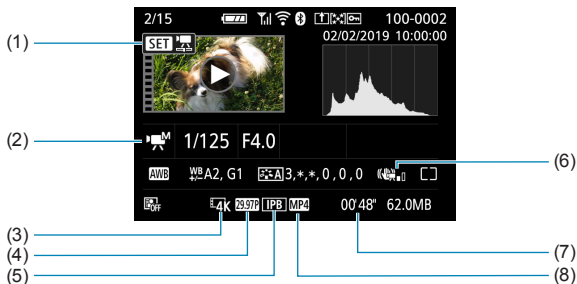 2/15 100-0002
02/02/2019 10:00:00
(1) SET
(2) M 1/125 F4.0
(6)
AWB WB +/- A2, G1 A 3,*,*,0,0,0
OFF 4K 29.97P IPB MP4 00'48" 62.0MB
(3)
(4) (7)
(5) (8)